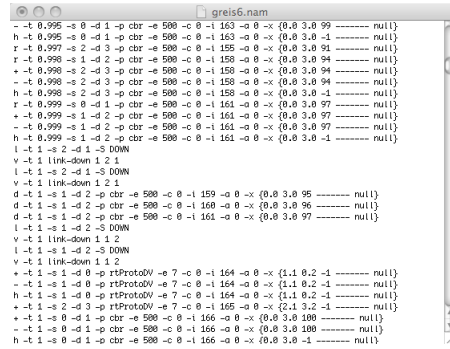 greis6.nam
- -t 0.995 -s 0 -d 1 -p cbr -e 500 -c 0 -i 163 -a 0 -x {0.0 3.0 99 ------- null}
h -t 0.995 -s 0 -d 1 -p cbr -e 500 -c 0 -i 163 -a 0 -x {0.0 3.0 -1 ------- null}
r -t 0.997 -s 2 -d 3 -p cbr -e 500 -c 0 -i 155 -a 0 -x {0.0 3.0 91 ------- null}
r -t 0.998 -s 1 -d 2 -p cbr -e 500 -c 0 -i 158 -a 0 -x {0.0 3.0 94 ------- null}
+ -t 0.998 -s 2 -d 3 -p cbr -e 500 -c 0 -i 158 -a 0 -x {0.0 3.0 94 ------- null}
- -t 0.998 -s 2 -d 3 -p cbr -e 500 -c 0 -i 158 -a 0 -x {0.0 3.0 94 ------- null}
h -t 0.998 -s 2 -d 3 -p cbr -e 500 -c 0 -i 158 -a 0 -x {0.0 3.0 -1 ------- null}
r -t 0.999 -s 0 -d 1 -p cbr -e 500 -c 0 -i 161 -a 0 -x {0.0 3.0 97 ------- null}
+ -t 0.999 -s 1 -d 2 -p cbr -e 500 -c 0 -i 161 -a 0 -x {0.0 3.0 97 ------- null}
- -t 0.999 -s 1 -d 2 -p cbr -e 500 -c 0 -i 161 -a 0 -x {0.0 3.0 97 ------- null}
h -t 0.999 -s 1 -d 2 -p cbr -e 500 -c 0 -i 161 -a 0 -x {0.0 3.0 -1 ------- null}
l -t 1 -s 2 -d 1 -S DOWN
v -t 1 link-down 1 2 1
l -t 1 -s 2 -d 1 -S DOWN
v -t 1 link-down 1 2 1
d -t 1 -s 1 -d 2 -p cbr -e 500 -c 0 -i 159 -a 0 -x {0.0 3.0 95 ------- null}
d -t 1 -s 1 -d 2 -p cbr -e 500 -c 0 -i 160 -a 0 -x {0.0 3.0 96 ------- null}
d -t 1 -s 1 -d 2 -p cbr -e 500 -c 0 -i 161 -a 0 -x {0.0 3.0 97 ------- null}
l -t 1 -s 1 -d 2 -S DOWN
v -t 1 link-down 1 1 2
l -t 1 -s 1 -d 2 -S DOWN
v -t 1 link-down 1 1 2
+ -t 1 -s 1 -d 0 -p rtProtoDV -e 7 -c 0 -i 164 -a 0 -x {1.1 0.2 -1 ------- null}
- -t 1 -s 1 -d 0 -p rtProtoDV -e 7 -c 0 -i 164 -a 0 -x {1.1 0.2 -1 ------- null}
h -t 1 -s 1 -d 0 -p rtProtoDV -e 7 -c 0 -i 164 -a 0 -x {1.1 0.2 -1 ------- null}
+ -t 1 -s 2 -d 3 -p rtProtoDV -e 7 -c 0 -i 165 -a 0 -x {2.1 3.2 -1 ------- null}
+ -t 1 -s 0 -d 1 -p cbr -e 500 -c 0 -i 166 -a 0 -x {0.0 3.0 100 ------- null}
- -t 1 -s 0 -d 1 -p cbr -e 500 -c 0 -i 166 -a 0 -x {0.0 3.0 100 ------- null}
h -t 1 -s 0 -d 1 -p cbr -e 500 -c 0 -i 166 -a 0 -x {0.0 3.0 -1 ------- null}